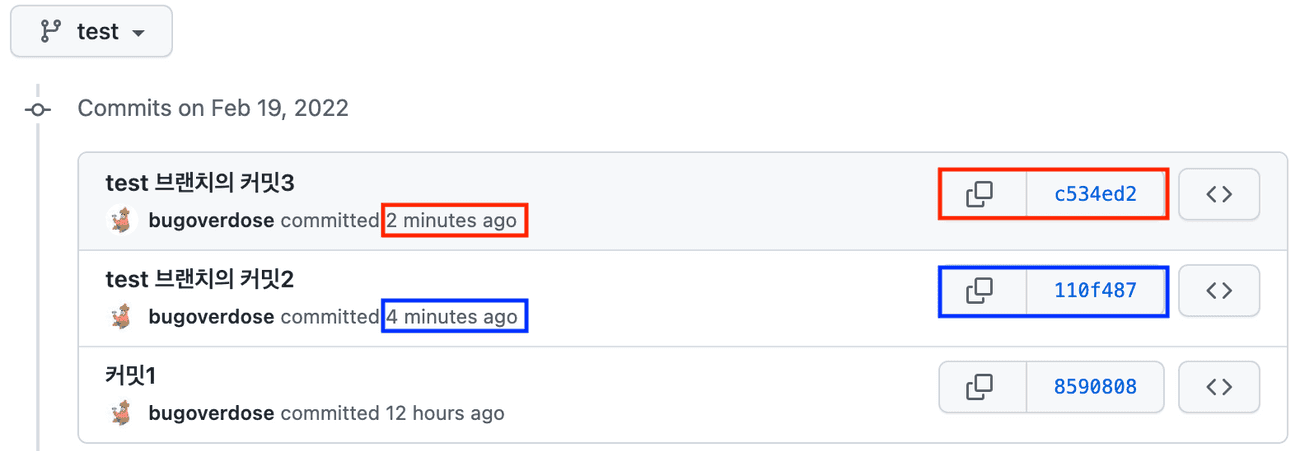 test
Commits on Feb 19, 2022
test 브랜치의 커밋3
bugoverdose committed 2 minutes ago
c534ed2
test 브랜치의 커밋2
bugoverdose committed 4 minutes ago
110f487
커밋1
bugoverdose committed 12 hours ago
8590808